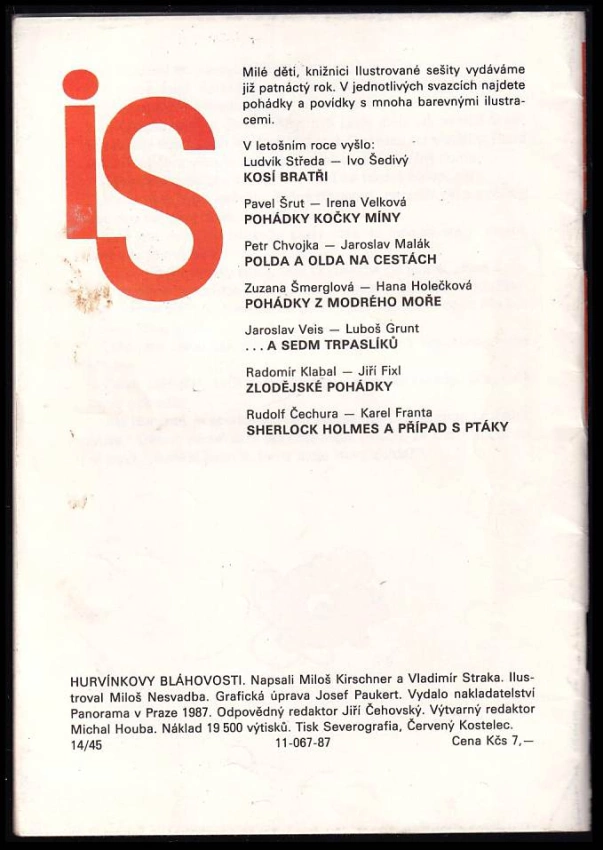 iS
Milé děti, knižnici Ilustrované sešity vydáváme
již patnáctý rok. V jednotlivých svazcích najdete
pohádky a povídky s mnoha barevnými ilustra-
cemi.
V letošním roce vyšlo:
Ludvík Středa — Ivo Šedivý
KOSÍ BRATŘI
Pavel Šrut — Irena Velková
POHÁDKY KOČKY MÍNY
Petr Chvojka — Jaroslav Malák
POLDA A OLDA NA CESTÁCH
Zuzana Šmerglová — Hana Holečková
POHÁDKY Z MODRÉHO MOŘE
Jaroslav Veis — Luboš Grunt
... A SEDM TRPASLÍKŮ
Radomír Klabal — Jiří Fixl
ZLODĚJSKÉ POHÁDKY
Rudolf Čechura — Karel Franta
SHERLOCK HOLMES A PŘÍPAD S PTÁKY
HURVÍNKOVY BLÁHOVOSTI. Napsali Miloš Kirschner a Vladimír Straka. Ilus-
troval Miloš Nesvadba. Grafická úprava Josef Paukert. Vydalo nakladatelství
Panorama v Praze 1987. Odpovědný redaktor Jiří Čehovský. Výtvarný redaktor
Michal Houba. Náklad 19 500 výtisků. Tisk Severografia, Červený Kostelec.
14/45 11-067-87 Cena Kčs 7,—